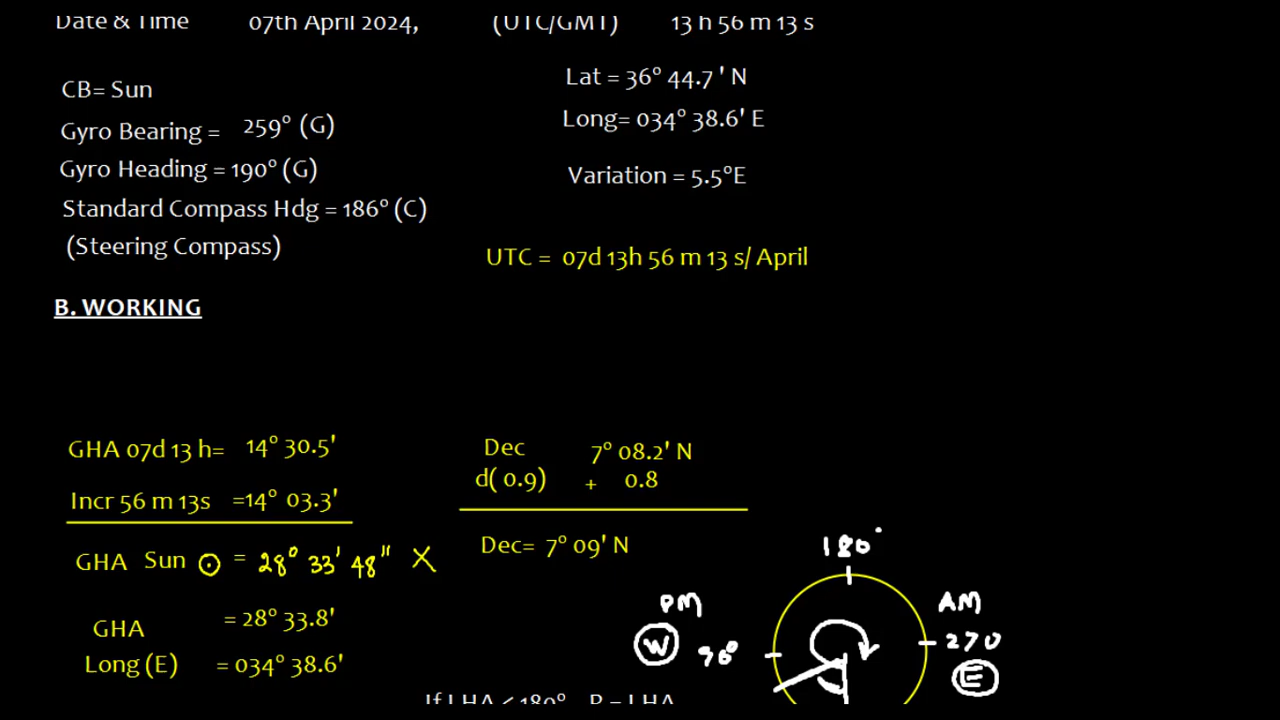 Date & Time 07th April 2024, (UTC/GMT) 13 h 56 m 13 s
Lat = 36° 44.7 ' N
CB= Sun
Long= 034° 38.6' E
Gyro Bearing = 259° (G)
Gyro Heading = 190° (G)
Variation = 5.5°E
Standard Compass Hdg = 186° (C)
(Steering Compass)
UTC = 07d 13h 56 m 13 s/ April
B. WORKING
GHA 07d 13 h= 14° 30.5'
Dec 7° 08.2' N
d( 0.9) + 0.8
Incr 56 m 13s =14° 03.3'
Dec= 7° 09' N
GHA Sun ⊙ = 28° 33' 48" X
180°
PM
AM
GHA = 28° 33.8'
W 90°
270
E
Long (E) = 034° 38.6'
If LHA < 180° P = LHA